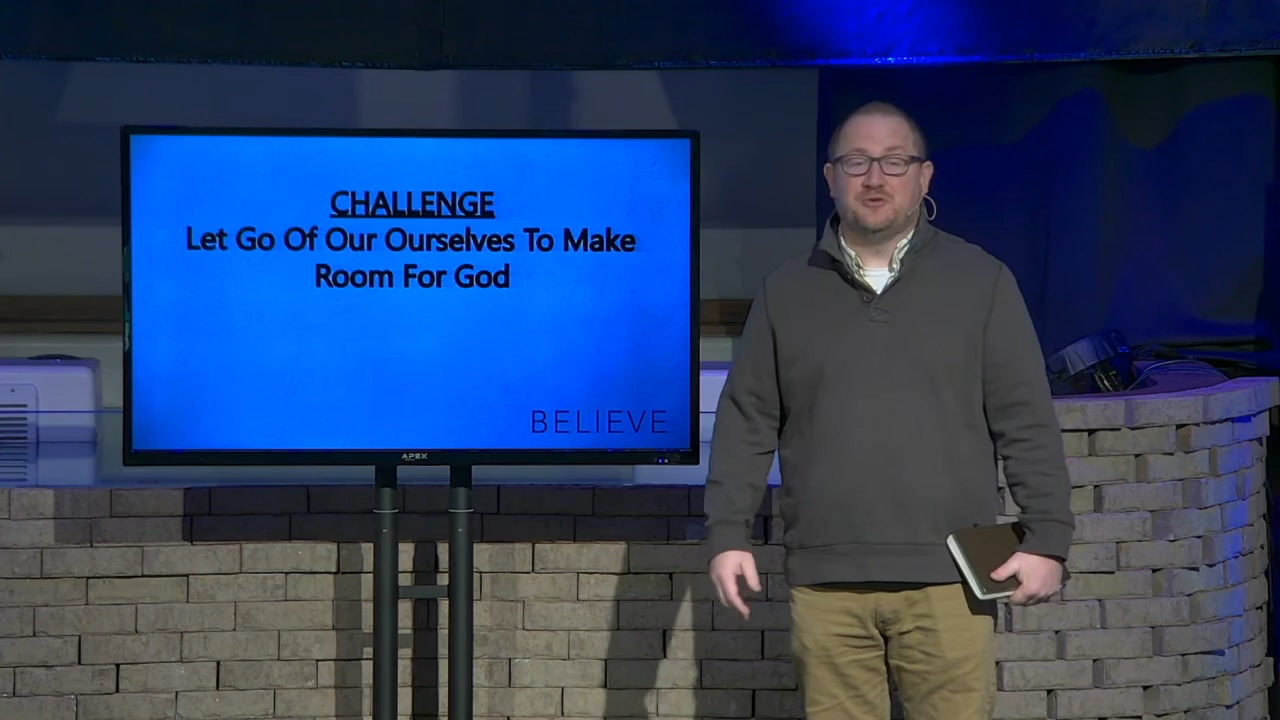 CHALLENGE
Let Go Of Our Ourselves To Make
Room For God
BELIEVE
APEX